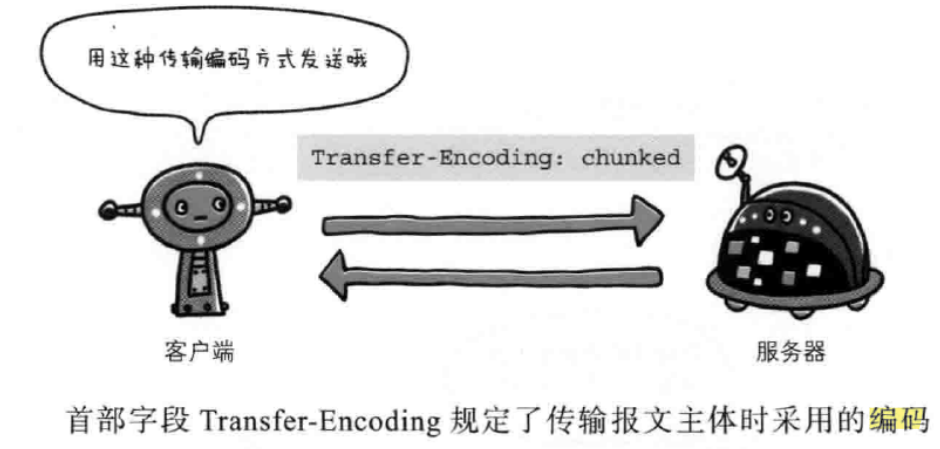 用这种传输编码方式发送哦
Transfer-Encoding: chunked
客户端
服务器
首部字段 Transfer-Encoding 规定了传输报文主体时采用的编码